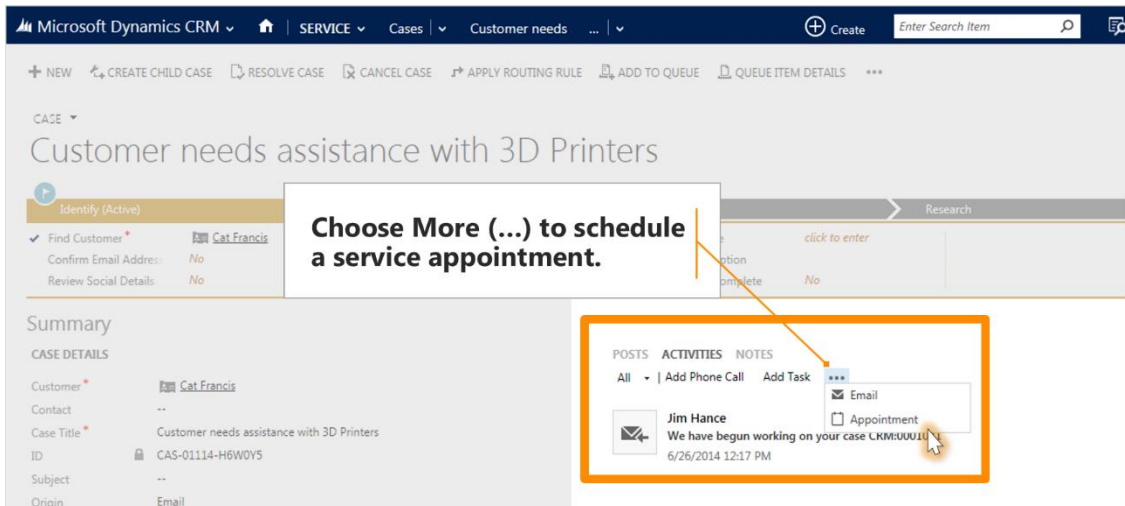 Microsoft Dynamics CRM SERVICE Cases Customer needs ... Create Enter Search Item
NEW CREATE CHILD CASE RESOLVE CASE CANCEL CASE APPLY ROUTING RULE ADD TO QUEUE QUEUE ITEM DETAILS ...
CASE
Customer needs assistance with 3D Printers
Identify (Active) Research
Choose More (...) to schedule
a service appointment.
Find Customer* Cat Francis click to enter
Confirm Email Addres: No
Review Social Details No No
Summary
CASE DETAILS
Customer* Cat Francis
Contact --
Case Title* Customer needs assistance with 3D Printers
ID CAS-01114-H6W0Y5
Subject --
Origin Email
POSTS ACTIVITIES NOTES
All | Add Phone Call Add Task ...
Email
Appointment
Jim Hance
We have begun working on your case
6/26/2014 12:17 PM